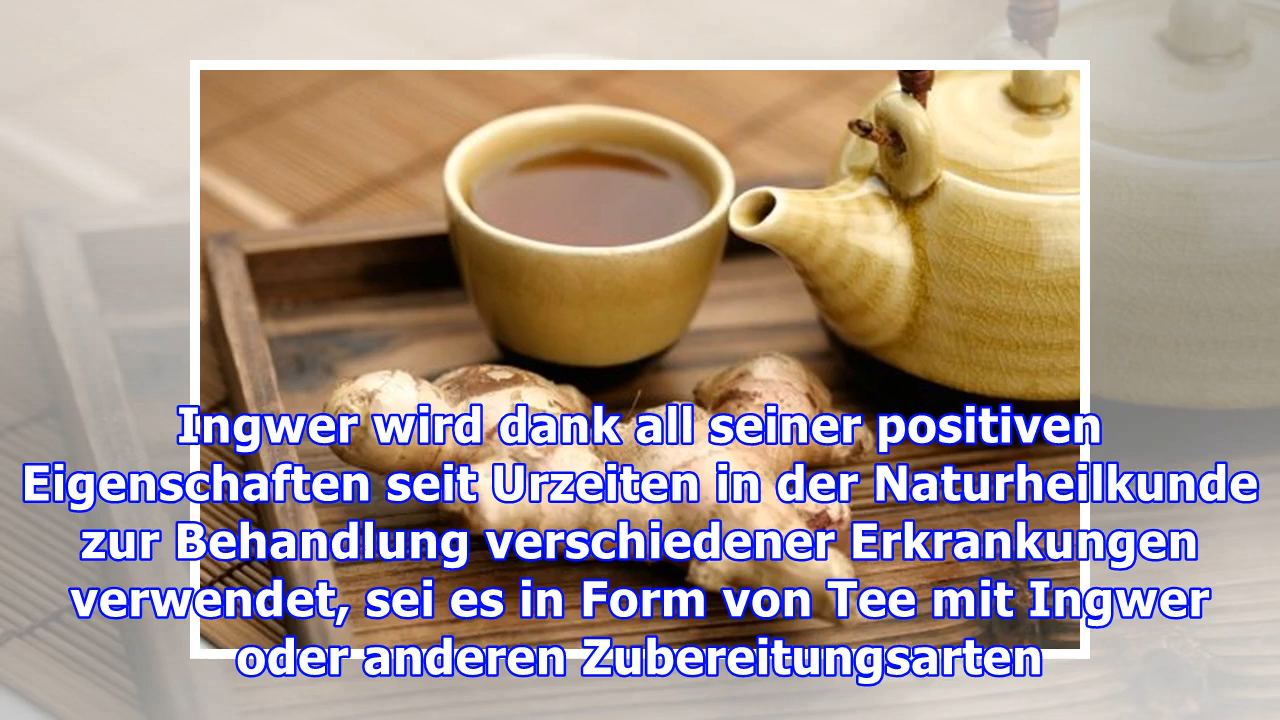 Ingwer wird dank all seiner positiven
Eigenschaften seit Urzeiten in der Naturheilkunde
zur Behandlung verschiedener Erkrankungen
verwendet, sei es in Form von Tee mit Ingwer
oder anderen Zubereitungsarten